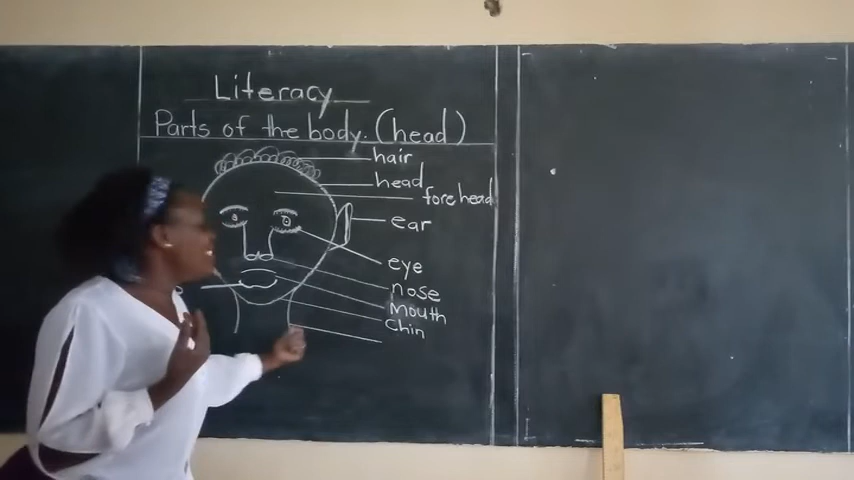 Literacy
Parts of the body. (head)
hair
head
fore head
ear
eye
nose
Mouth
Chin